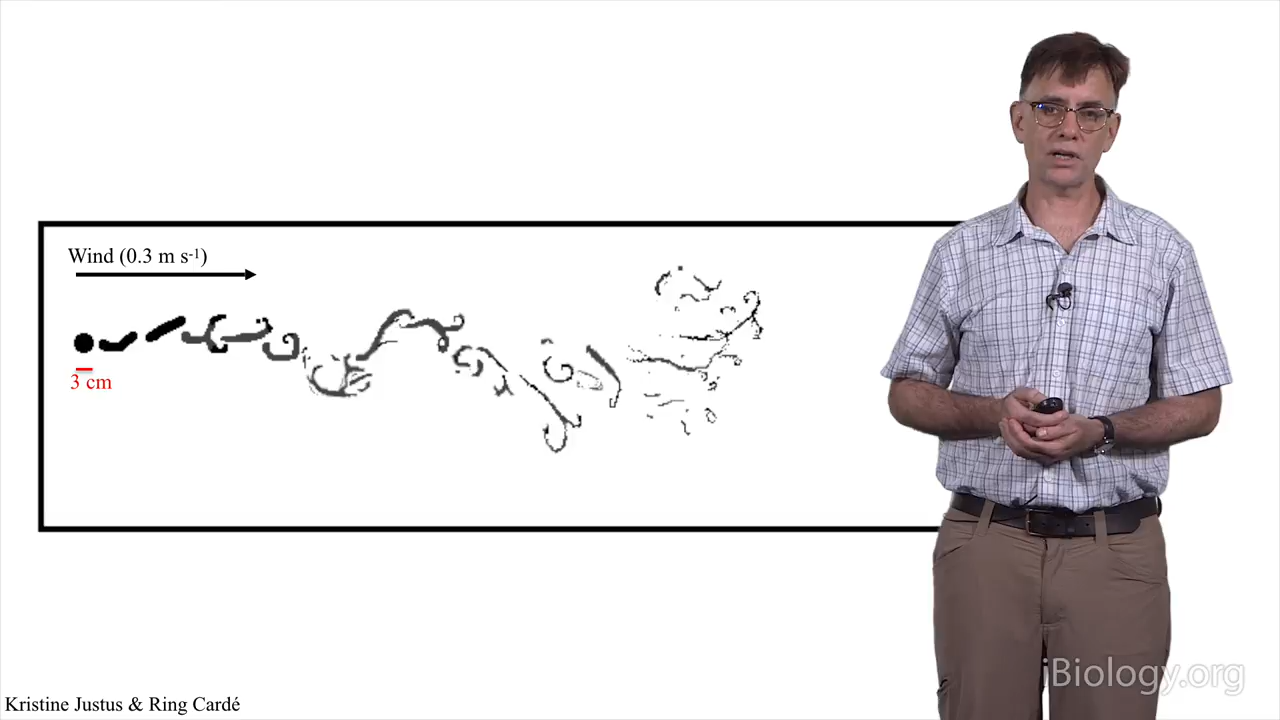 Wind (0.3 m s-1)
3 cm
iBiology.org
Kristine Justus & Ring Cardé